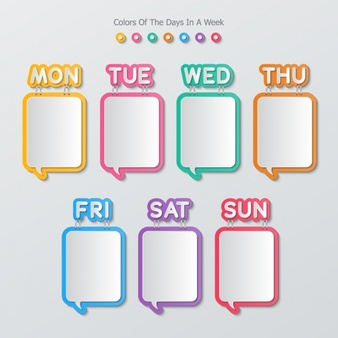 Colors Of The Days In A Week
MON TUE WED THU
FRI SAT SUN